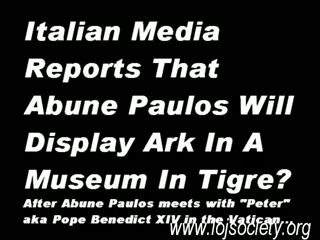 Italian Media
Reports That
Abune Paulos Will
Display Ark In A
Museum In Tigre?
After Abune Paulos meets with "Peter"
aka Pope Benedict XIV in the Vatican...
www.lojsociety.org